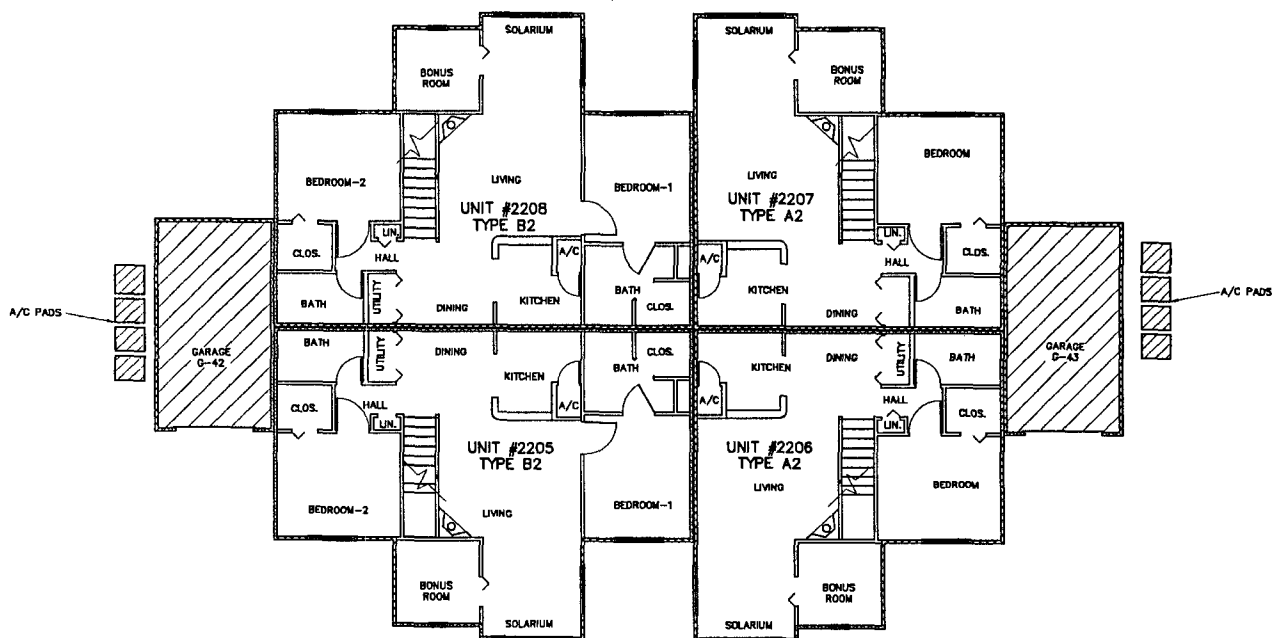 SOLARIUM
SOLARIUM
BONUS
ROOM
BONUS
ROOM
BEDROOM-2
LIVING
BEDROOM-1
LIVING
BEDROOM
UNIT #2208
TYPE B2
UNIT #2207
TYPE A2
LIN.
LIN.
CLOS.
HALL
A/C
A/C
HALL
CLOS.
BATH
UTILITY
DINING
KITCHEN
BATH
CLOS.
KITCHEN
DINING
UTILITY
BATH
A/C PADS
A/C PADS
GARAGE
G-42
GARAGE
G-43
BATH
UTILITY
DINING
KITCHEN
BATH
CLOS.
KITCHEN
DINING
UTILITY
BATH
CLOS.
HALL
LIN.
A/C
A/C
HALL
LIN.
CLOS.
UNIT #2205
TYPE B2
UNIT #2206
TYPE A2
BEDROOM-2
LIVING
BEDROOM-1
LIVING
BEDROOM
BONUS
ROOM
BONUS
ROOM
SOLARIUM
SOLARIUM